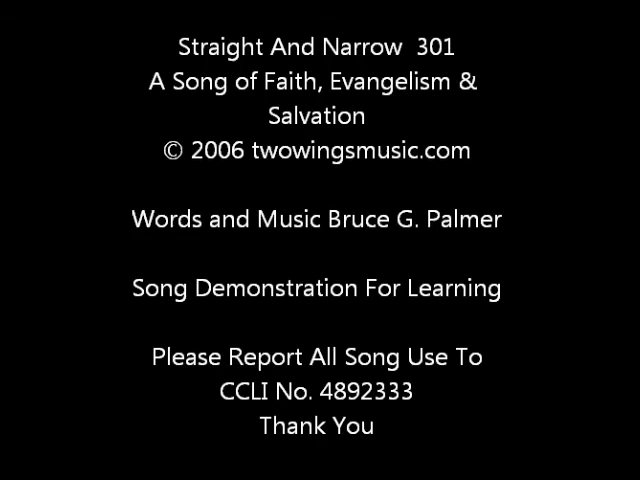 Straight And Narrow  301
A Song of Faith, Evangelism &
Salvation
© 2006 twowingsmusic.com
Words and Music Bruce G. Palmer
Song Demonstration For Learning
Please Report All Song Use To
CCLI No. 4892333
Thank You